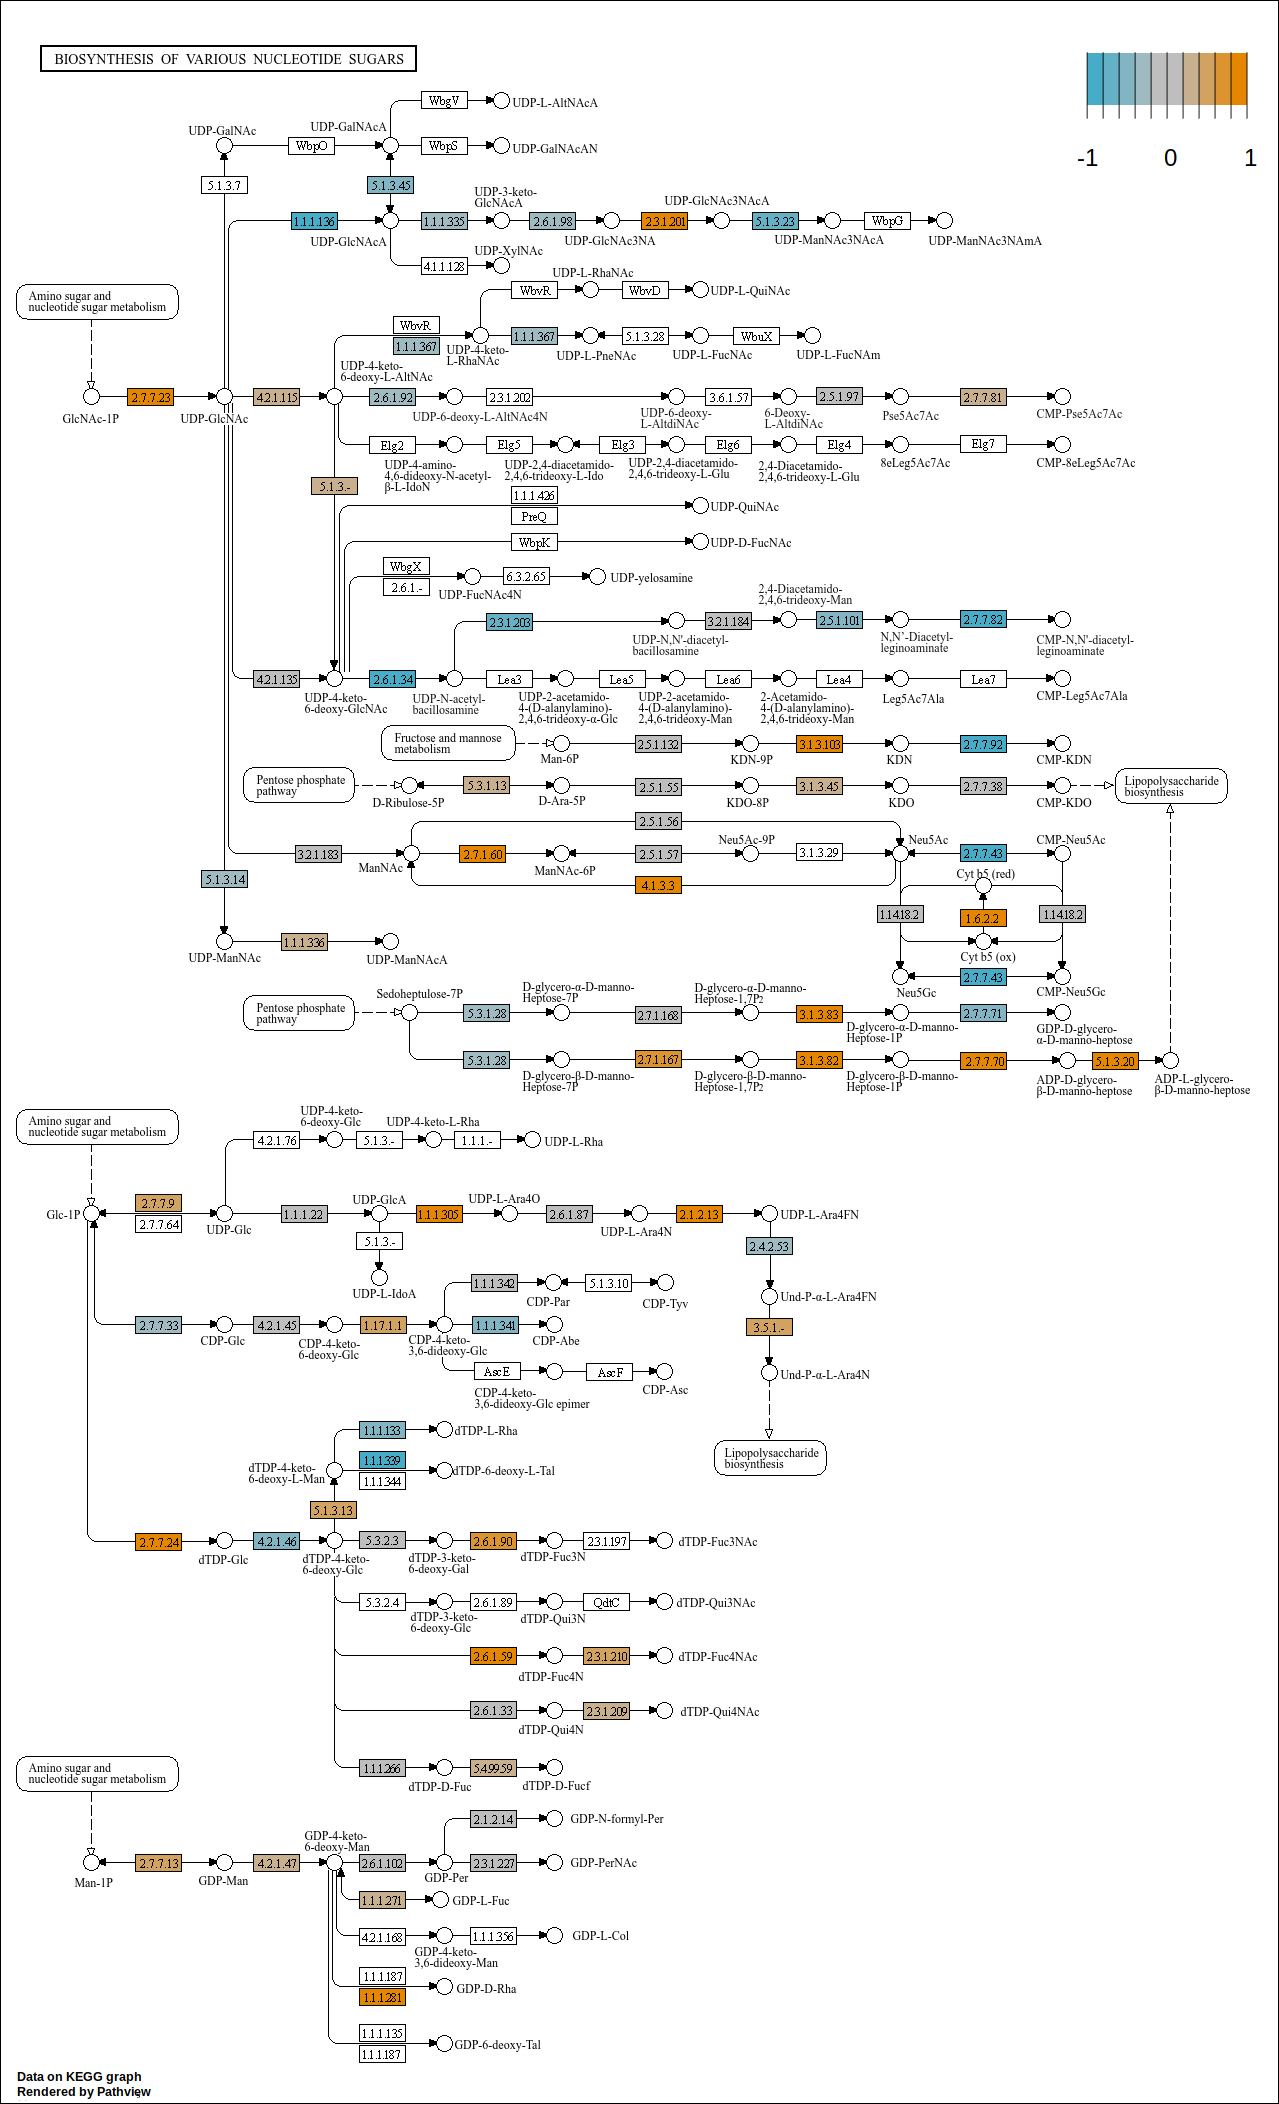 BIOSYNTHESIS OF VARIOUS NUCLEOTIDE SUGARS
-1 0 1
WbgV UDP-L-AltNAcA
UDP-GalNAc UDP-GalNAcA
WbpO WbpS UDP-GalNAcAN
5.1.3.7 5.1.3.45
UDP-3-keto-
GlcNAcA
UDP-GlcNAc3NAcA
1.1.1.136 1.1.1.335 2.6.1.98 2.3.1.201 5.1.3.23 WbpG
UDP-GlcNAcA UDP-GlcNAc3NA UDP-ManNAc3NAcA UDP-ManNAc3NAmA
UDP-XylNAc
4.1.1.128
UDP-L-RhaNAc
Amino sugar and
nucleotide sugar metabolism
WbvR WbvD UDP-L-QuiNAc
WbvR
1.1.1.367 1.1.1.367 5.1.3.28 WbuX
UDP-4-keto-
L-RhaNAc
UDP-L-PneNAc UDP-L-FucNAc UDP-L-FucNAm
UDP-4-keto-
6-deoxy-L-AltNAc
2.7.7.23 4.2.1.115 2.6.1.92 2.3.1.202 3.6.1.57 2.5.1.97 2.7.7.81
GlcNAc-1P UDP-GlcNAc UDP-6-deoxy-L-AltNAc4N
UDP-6-deoxy-
L-AltdiNAc
6-Deoxy-
L-AltdiNAc
Pse5Ac7Ac CMP-Pse5Ac7Ac
Elg2 Elg5 Elg3 Elg6 Elg4 Elg7
UDP-4-amino-
4,6-dideoxy-N-acetyl-
β-L-IdoN
UDP-2,4-diacetamido-
2,4,6-trideoxy-L-Ido
UDP-2,4-diacetamido-
2,4,6-trideoxy-L-Glu
2,4-Diacetamido-
2,4,6-trideoxy-L-Glu
8eLeg5Ac7Ac CMP-8eLeg5Ac7Ac
5.1.3.-
1.1.1.426
PreQ UDP-QuiNAc
WbpK UDP-D-FucNAc
WbgX
2.6.1.- 6.3.2.65 UDP-yelosamine
UDP-FucNAc4N
2,4-Diacetamido-
2,4,6-trideoxy-Man
2.3.1.203 3.2.1.184 2.5.1.101 2.7.7.82
UDP-N,N'-diacetyl-
bacillosamine
N,N'-Diacetyl-
leginoaminate
CMP-N,N'-diacetyl-
leginoaminate
4.2.1.135 2.6.1.34 Lea3 Lea5 Lea6 Lea4 Lea7
UDP-4-keto-
6-deoxy-GlcNAc
UDP-N-acetyl-
bacillosamine
UDP-2-acetamido-
4-(D-alanylamino)-
2,4,6-trideoxy-α-Glc
UDP-2-acetamido-
4-(D-alanylamino)-
2,4,6-trideoxy-Man
2-Acetamido-
4-(D-alanylamino)-
2,4,6-trideoxy-Man
Leg5Ac7Ala CMP-Leg5Ac7Ala
Fructose and mannose
metabolism
2.5.1.132 3.1.3.103 2.7.7.92
Man-6P KDN-9P KDN CMP-KDN
Pentose phosphate
pathway
5.3.1.13 2.5.1.55 3.1.3.45 2.7.7.38
D-Ribulose-5P D-Ara-5P KDO-8P KDO CMP-KDO
Lipopolysaccharide
biosynthesis
2.5.1.56
Neu5Ac-9P Neu5Ac CMP-Neu5Ac
3.2.1.183 2.7.1.60 2.5.1.57 3.1.3.29 2.7.7.43
ManNAc ManNAc-6P
Cyt b5 (red)
5.1.3.14 4.1.3.3
1.14.18.2 1.6.2.2 1.14.18.2
1.1.1.336
UDP-ManNAc UDP-ManNAcA
Cyt b5 (ox)
2.7.7.43
Neu5Gc CMP-Neu5Gc
Pentose phosphate
pathway
Sedoheptulose-7P
D-glycero-α-D-manno-
Heptose-7P
D-glycero-α-D-manno-
Heptose-1,7P2
5.3.1.28 2.7.1.168 3.1.3.83 2.7.7.71
D-glycero-α-D-manno-
Heptose-1P
GDP-D-glycero-
α-D-manno-heptose
5.3.1.28 2.7.1.167 3.1.3.82 2.7.7.70 5.1.3.20
D-glycero-β-D-manno-
Heptose-7P
D-glycero-β-D-manno-
Heptose-1,7P2
D-glycero-β-D-manno-
Heptose-1P
ADP-D-glycero-
β-D-manno-heptose
ADP-L-glycero-
β-D-manno-heptose
Amino sugar and
nucleotide sugar metabolism
UDP-4-keto-
6-deoxy-Glc
UDP-4-keto-L-Rha
4.2.1.76 5.1.3.- 1.1.1.- UDP-L-Rha
2.7.7.9
2.7.7.64
Glc-1P UDP-Glc
UDP-GlcA UDP-L-Ara4O
1.1.1.22 1.1.1.305 2.6.1.87 2.1.2.13 UDP-L-Ara4FN
UDP-L-Ara4N
5.1.3.- 2.4.2.53
UDP-L-IdoA
Und-P-α-L-Ara4FN
1.1.1.342 5.1.3.10
CDP-Par CDP-Tyv
2.7.7.33 4.2.1.45 1.17.1.1 1.1.1.341 3.5.1.-
CDP-Glc
CDP-4-keto-
6-deoxy-Glc
CDP-4-keto-
3,6-dideoxy-Glc
CDP-Abe
AscE AscF Und-P-α-L-Ara4N
CDP-4-keto-
3,6-dideoxy-Glc epimer
CDP-Asc
Lipopolysaccharide
biosynthesis
1.1.1.133 dTDP-L-Rha
dTDP-4-keto-
6-deoxy-L-Man
1.1.1.339
1.1.1.344 dTDP-6-deoxy-L-Tal
5.1.3.13
2.7.7.24 4.2.1.46 5.3.2.3 2.6.1.90 2.3.1.197 dTDP-Fuc3NAc
dTDP-Glc
dTDP-4-keto-
6-deoxy-Glc
dTDP-3-keto-
6-deoxy-Gal
dTDP-Fuc3N
5.3.2.4 2.6.1.89 QdtC dTDP-Qui3NAc
dTDP-3-keto-
6-deoxy-Glc
dTDP-Qui3N
2.6.1.59 2.3.1.210 dTDP-Fuc4NAc
dTDP-Fuc4N
2.6.1.33 2.3.1.209 dTDP-Qui4NAc
dTDP-Qui4N
1.1.1.266 5.4.99.59
dTDP-D-Fuc dTDP-D-Fucf
Amino sugar and
nucleotide sugar metabolism
2.1.2.14 GDP-N-formyl-Per
GDP-4-keto-
6-deoxy-Man
2.7.7.13 4.2.1.47 2.6.1.102 2.3.1.227 GDP-PerNAc
Man-1P GDP-Man GDP-Per
1.1.1.271 GDP-L-Fuc
4.2.1.168 1.1.1.356 GDP-L-Col
GDP-4-keto-
3,6-dideoxy-Man
1.1.1.187
1.1.1.281 GDP-D-Rha
1.1.1.135
1.1.1.187 GDP-6-deoxy-Tal
Data on KEGG graph
Rendered by Pathview